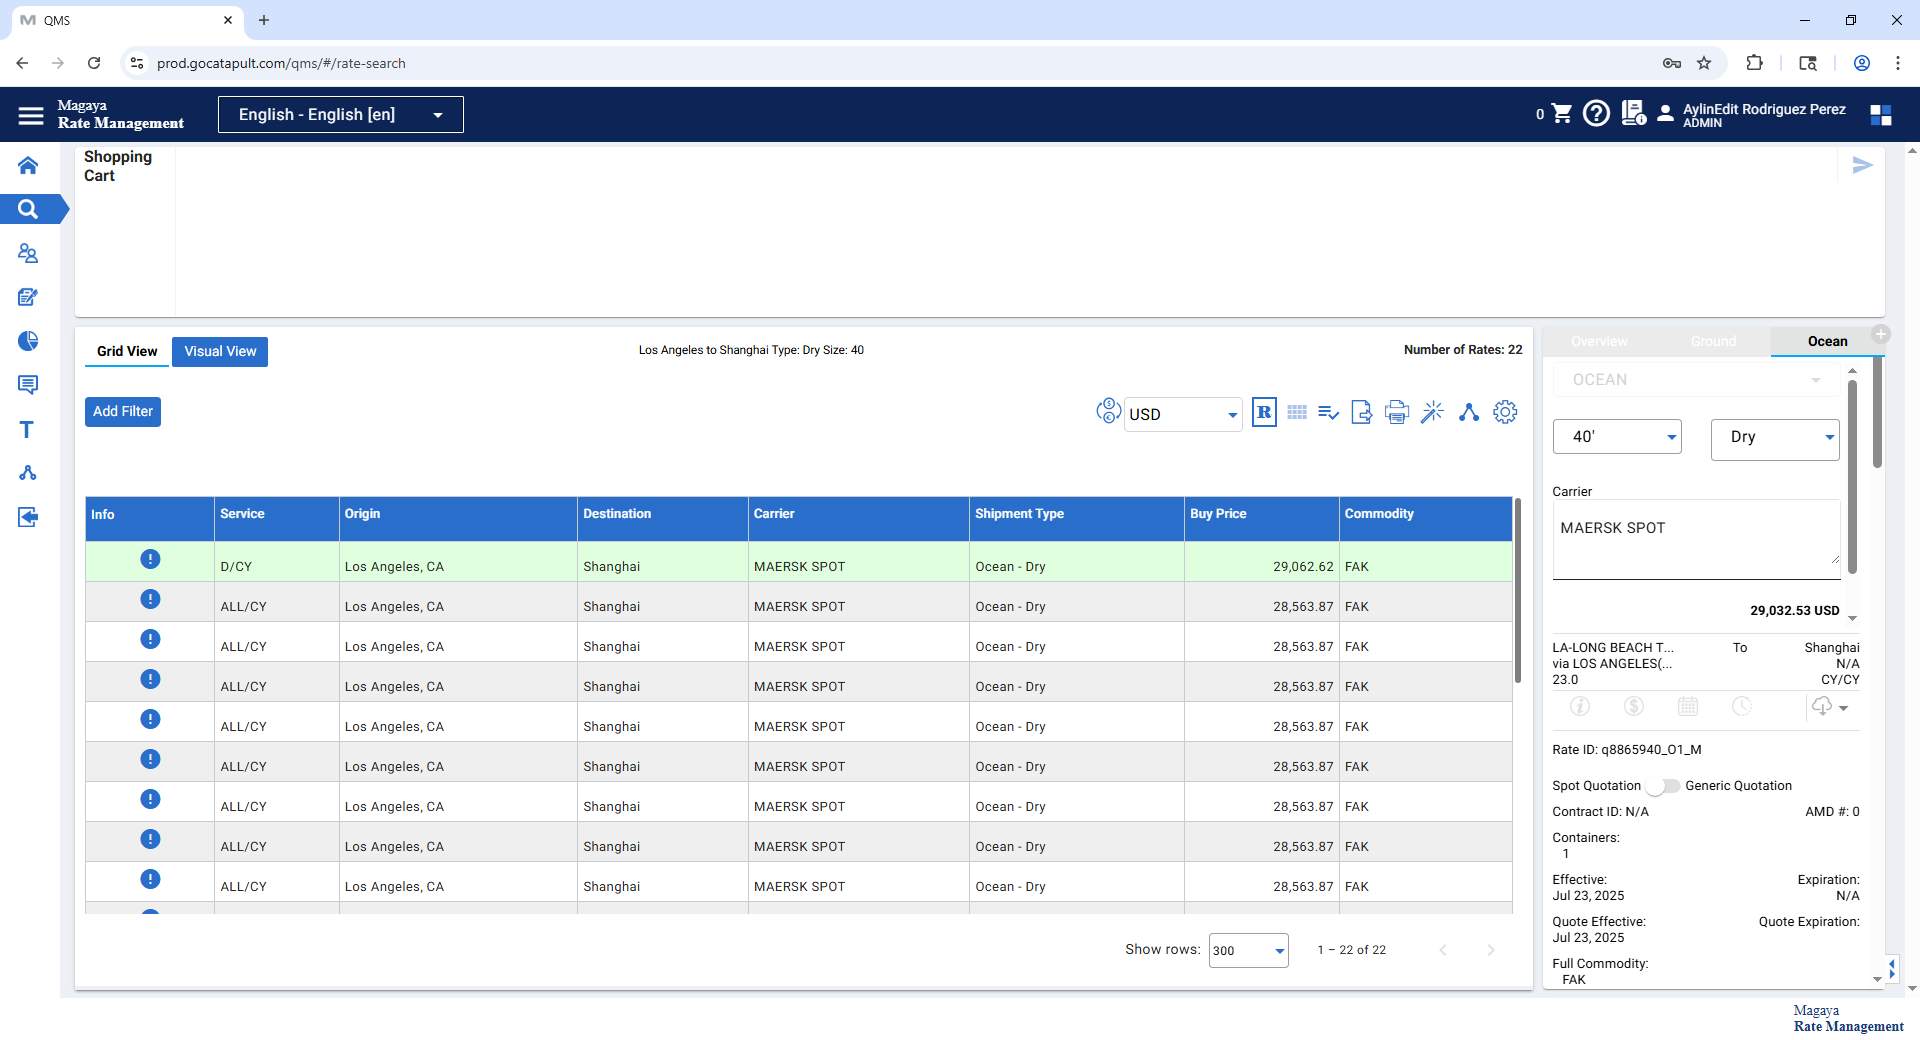 QMS
prod.gocatapult.com/qms/#/rate-search
Magaya
Rate Management
English - English [en]
0
AylinEdit Rodriguez Perez
ADMIN
Shopping
Cart
Grid View
Visual View
Los Angeles to Shanghai Type: Dry Size: 40
Number of Rates: 22
Add Filter
USD
R
Info Service Origin Destination Carrier Shipment Type Buy Price Commodity
D/CY Los Angeles, CA Shanghai MAERSK SPOT Ocean - Dry 29,062.62 FAK
ALL/CY Los Angeles, CA Shanghai MAERSK SPOT Ocean - Dry 28,563.87 FAK
ALL/CY Los Angeles, CA Shanghai MAERSK SPOT Ocean - Dry 28,563.87 FAK
ALL/CY Los Angeles, CA Shanghai MAERSK SPOT Ocean - Dry 28,563.87 FAK
ALL/CY Los Angeles, CA Shanghai MAERSK SPOT Ocean - Dry 28,563.87 FAK
ALL/CY Los Angeles, CA Shanghai MAERSK SPOT Ocean - Dry 28,563.87 FAK
ALL/CY Los Angeles, CA Shanghai MAERSK SPOT Ocean - Dry 28,563.87 FAK
ALL/CY Los Angeles, CA Shanghai MAERSK SPOT Ocean - Dry 28,563.87 FAK
ALL/CY Los Angeles, CA Shanghai MAERSK SPOT Ocean - Dry 28,563.87 FAK
Show rows: 300 1 – 22 of 22
Overview Ground Ocean
OCEAN
40' Dry
Carrier
MAERSK SPOT
29,032.53 USD
LA-LONG BEACH T... To Shanghai
via LOS ANGELES(... N/A
23.0 CY/CY
Rate ID: q8865940_O1_M
Spot Quotation Generic Quotation
Contract ID: N/A AMD #: 0
Containers:
1
Effective: Expiration:
Jul 23, 2025 N/A
Quote Effective: Quote Expiration:
Jul 23, 2025
Full Commodity:
FAK
Magaya
Rate Management